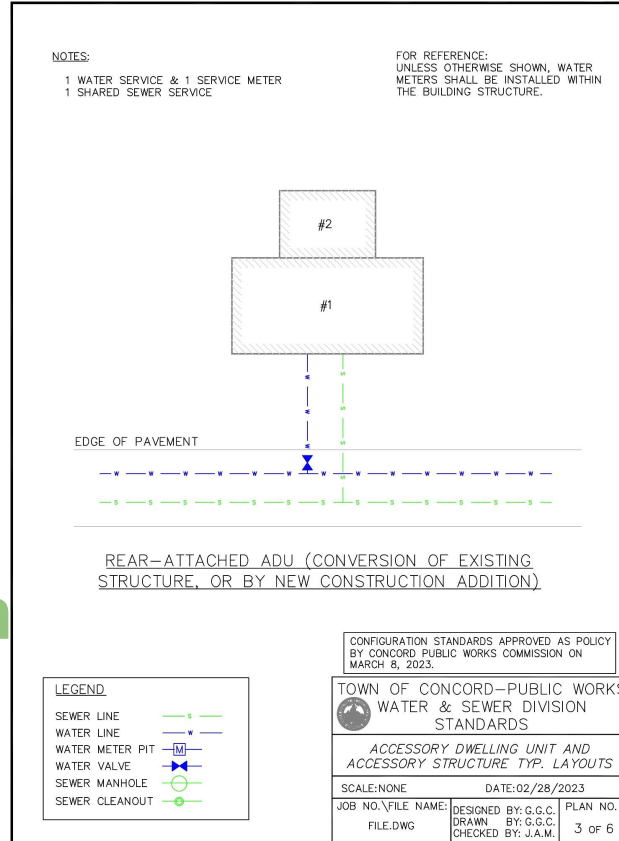 NOTES:
1 WATER SERVICE & 1 SERVICE METER
1 SHARED SEWER SERVICE
FOR REFERENCE:
UNLESS OTHERWISE SHOWN, WATER
METERS SHALL BE INSTALLED WITHIN
THE BUILDING STRUCTURE.
#2
#1
W
W
W
S
S
S
S
EDGE OF PAVEMENT
W W W W W W W W W W W W
S S S S S S S S S S S S
REAR-ATTACHED ADU (CONVERSION OF EXISTING
STRUCTURE, OR BY NEW CONSTRUCTION ADDITION)
CONFIGURATION STANDARDS APPROVED AS POLICY
BY CONCORD PUBLIC WORKS COMMISSION ON
MARCH 8, 2023.
LEGEND
SEWER LINE S
WATER LINE W
WATER METER PIT M
WATER VALVE
SEWER MANHOLE
SEWER CLEANOUT
TOWN OF CONCORD-PUBLIC WORKS
WATER & SEWER DIVISION
STANDARDS
ACCESSORY DWELLING UNIT AND
ACCESSORY STRUCTURE TYP. LAYOUTS
SCALE:NONE DATE:02/28/2023
JOB NO.\FILE NAME:
FILE.DWG
DESIGNED BY: G.G.C.
DRAWN BY: G.G.C.
CHECKED BY: J.A.M.
PLAN NO.
3 OF 6